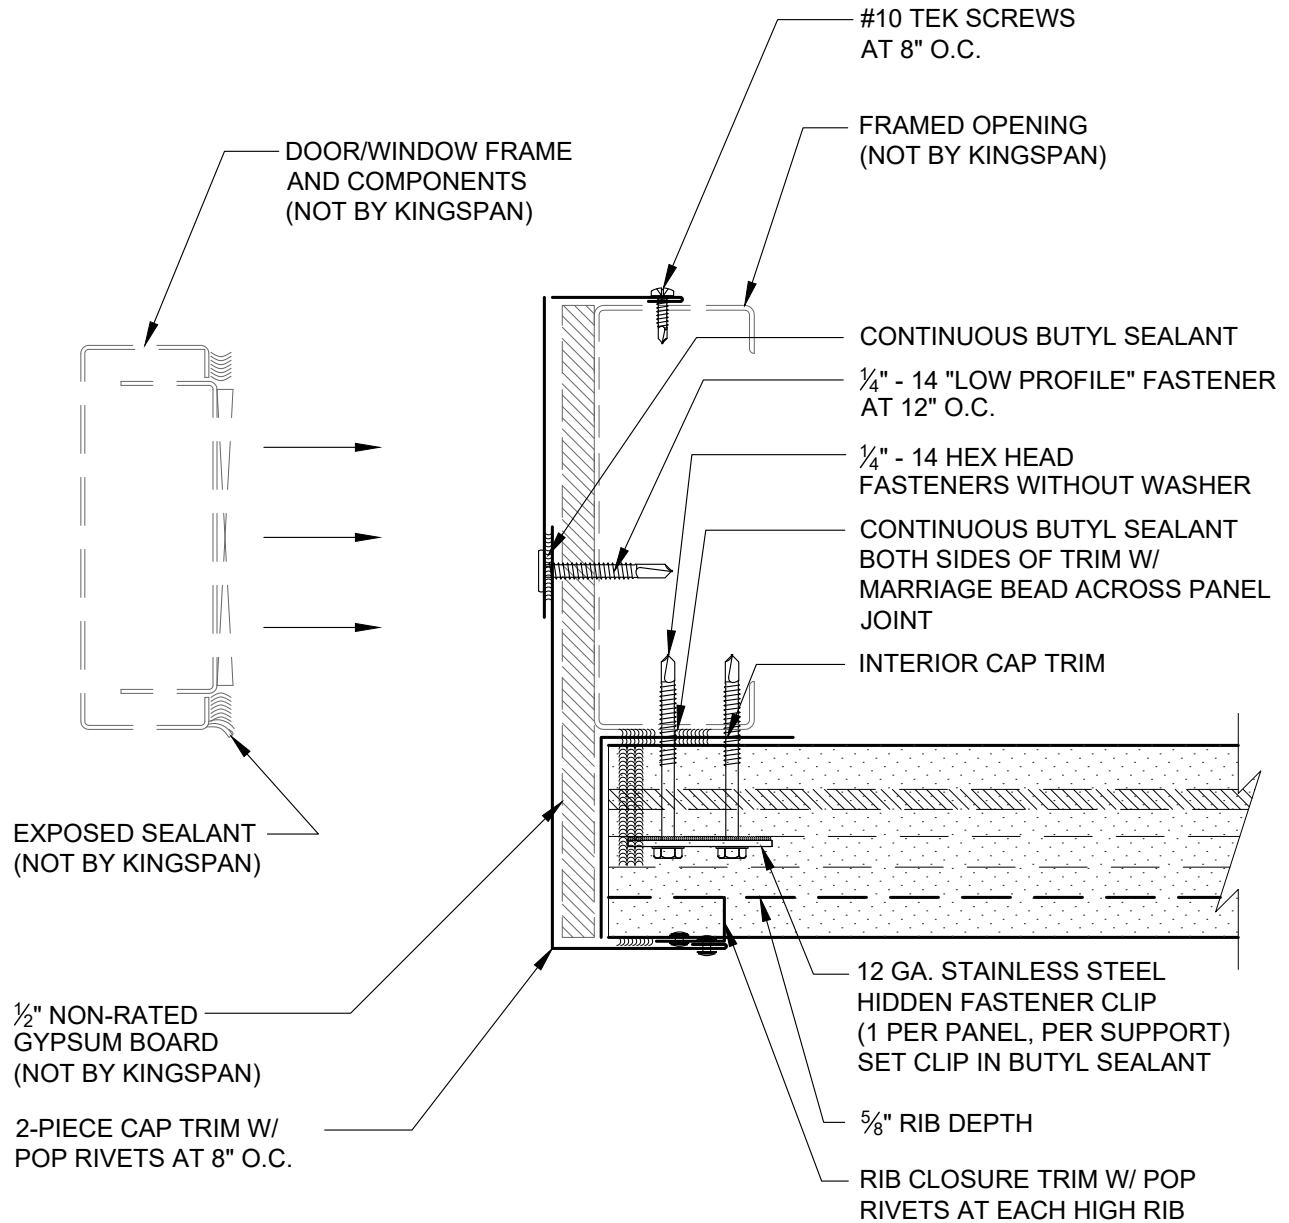 #10 TEK SCREWS
AT 8" O.C.
FRAMED OPENING
(NOT BY KINGSPAN)
DOOR/WINDOW FRAME
AND COMPONENTS
(NOT BY KINGSPAN)
CONTINUOUS BUTYL SEALANT
1/4" - 14 "LOW PROFILE" FASTENER
AT 12" O.C.
1/4" - 14 HEX HEAD
FASTENERS WITHOUT WASHER
CONTINUOUS BUTYL SEALANT
BOTH SIDES OF TRIM W/
MARRIAGE BEAD ACROSS PANEL
JOINT
INTERIOR CAP TRIM
EXPOSED SEALANT
(NOT BY KINGSPAN)
12 GA. STAINLESS STEEL
HIDDEN FASTENER CLIP
(1 PER PANEL, PER SUPPORT)
SET CLIP IN BUTYL SEALANT
1/2" NON-RATED
GYPSUM BOARD
(NOT BY KINGSPAN)
2-PIECE CAP TRIM W/
POP RIVETS AT 8" O.C.
5/8" RIB DEPTH
RIB CLOSURE TRIM W/ POP
RIVETS AT EACH HIGH RIB